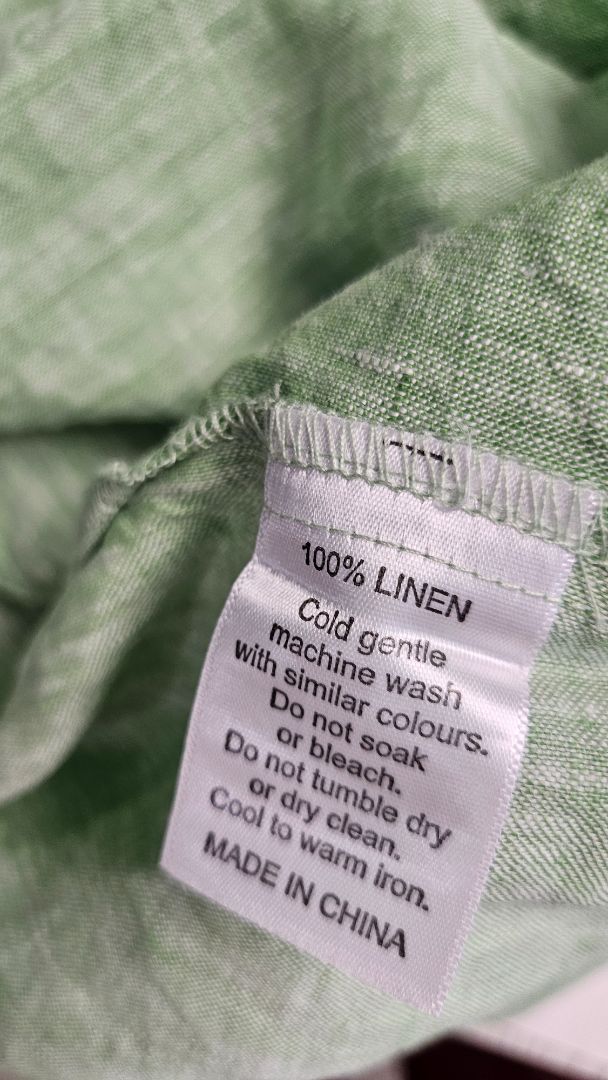 100% LINEN
Cold gentle
machine wash
with similar colours.
Do not soak
or bleach.
Do not tumble dry
or dry clean.
Cool to warm iron.
MADE IN CHINA